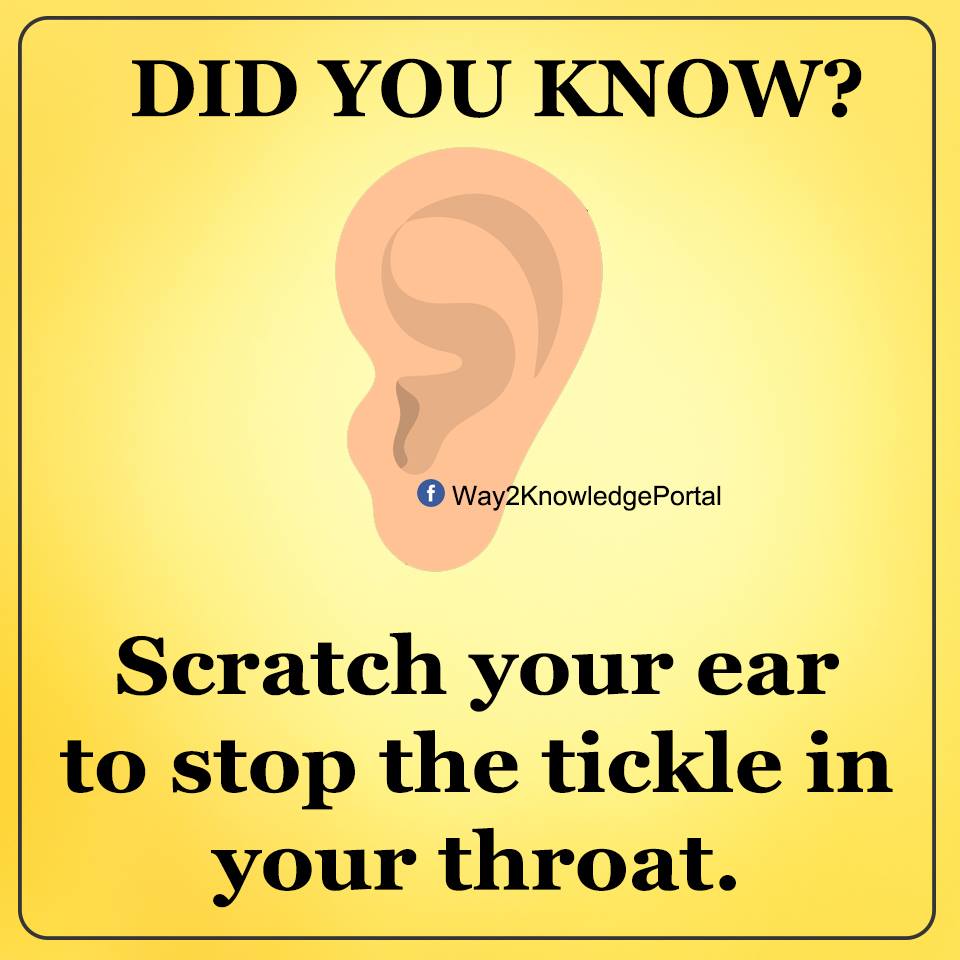 DID YOU KNOW?
Way2KnowledgePortal
Scratch your ear
to stop the tickle in
your throat.